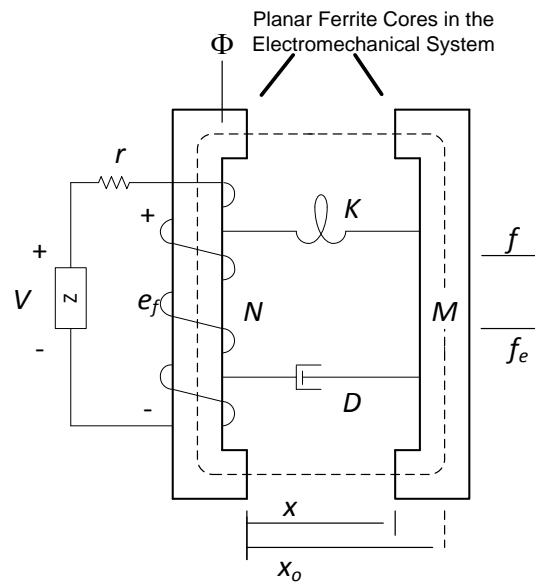 Planar Ferrite Cores in the
Electromechanical System
Φ
r
+
K
+
f
V
z
e_f
N
M
-
f_e
-
D
x
x_o